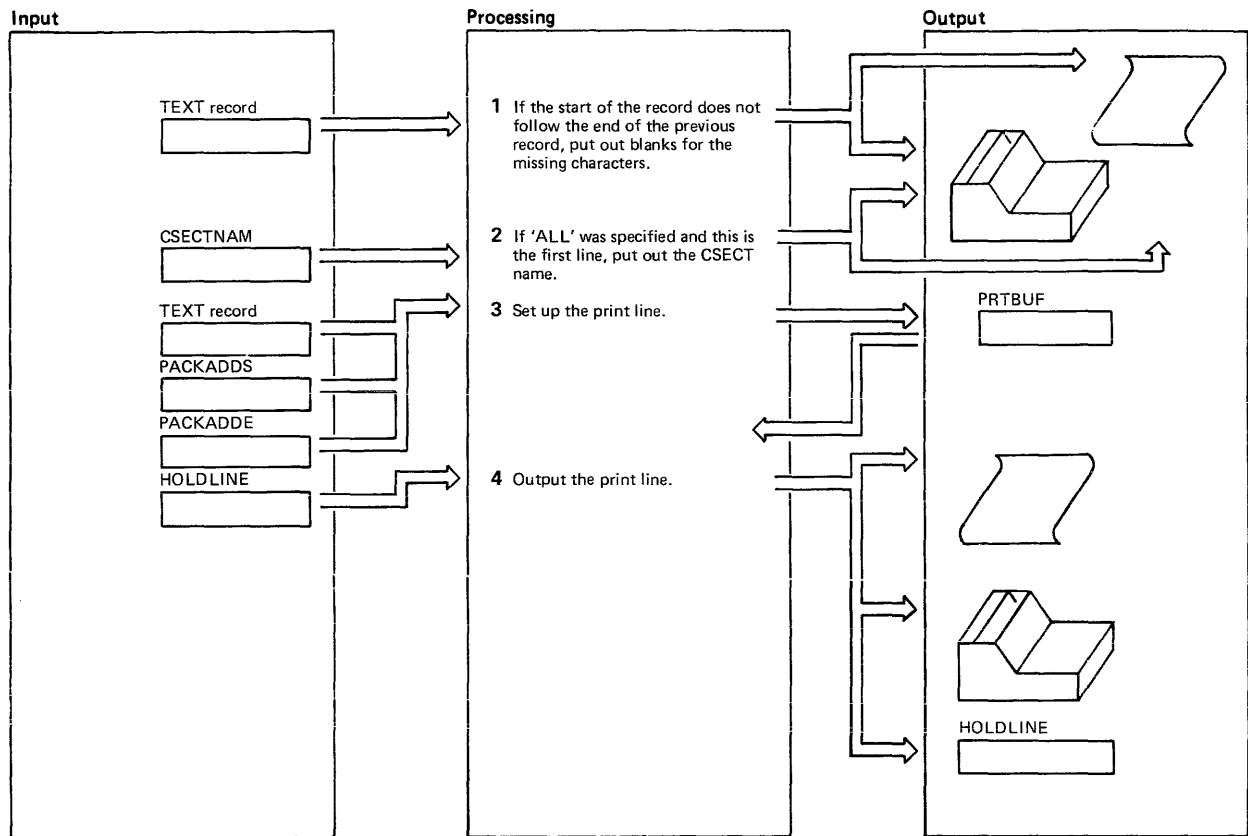 Input
Processing
Output
TEXT record
CSECTNAM
TEXT record
PACKADDS
PACKADDE
HOLDLINE
1 If the start of the record does not
follow the end of the previous
record, put out blanks for the
missing characters.
2 If 'ALL' was specified and this is
the first line, put out the CSECT
name.
3 Set up the print line.
4 Output the print line.
PRTBUF
HOLDLINE